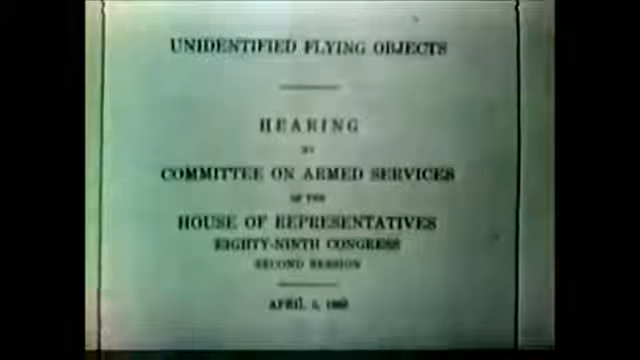 UNIDENTIFIED FLYING OBJECTS
HEARING
BY
COMMITTEE ON ARMED SERVICES
OF THE
HOUSE OF REPRESENTATIVES
EIGHTY-NINTH CONGRESS
SECOND SESSION
APRIL